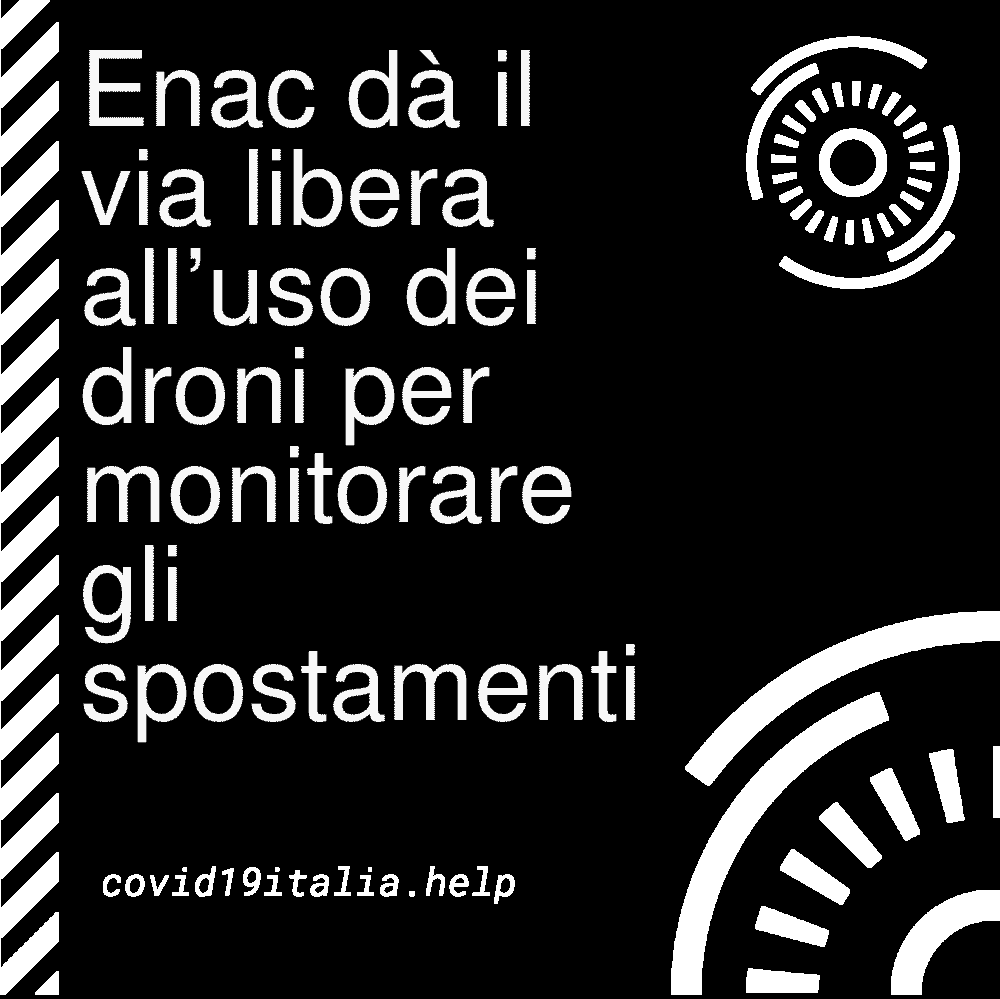 Enac dà il
via libera
all’uso dei
droni per
monitorare
gli
spostamenti
covid19italia.help